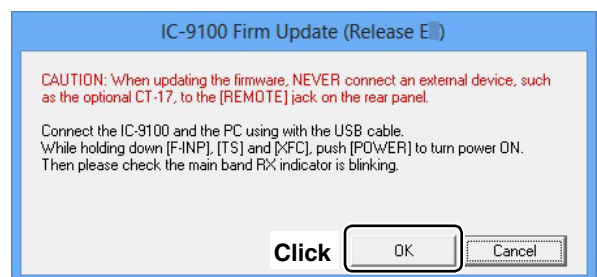 IC-9100 Firm Update (Release E )
CAUTION: When updating the firmware, NEVER connect an external device, such
as the optional CT-17, to the [REMOTE] jack on the rear panel.
Connect the IC-9100 and the PC using with the USB cable.
While holding down [F-INP], [TS] and [XFC], push [POWER] to turn power ON.
Then please check the main band RX indicator is blinking.
Click OK Cancel